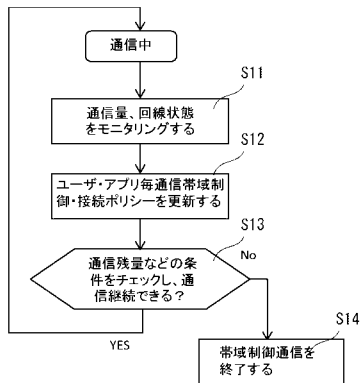 通信中
S11
通信量、回線状態
をモニタリングする
S12
ユーザ・アプリ毎通信帯域制
御・接続ポリシーを更新する
S13
通信残量などの条
件をチェックし、通
信継続できる？
No
YES
S14
帯域制御通信を
終了する